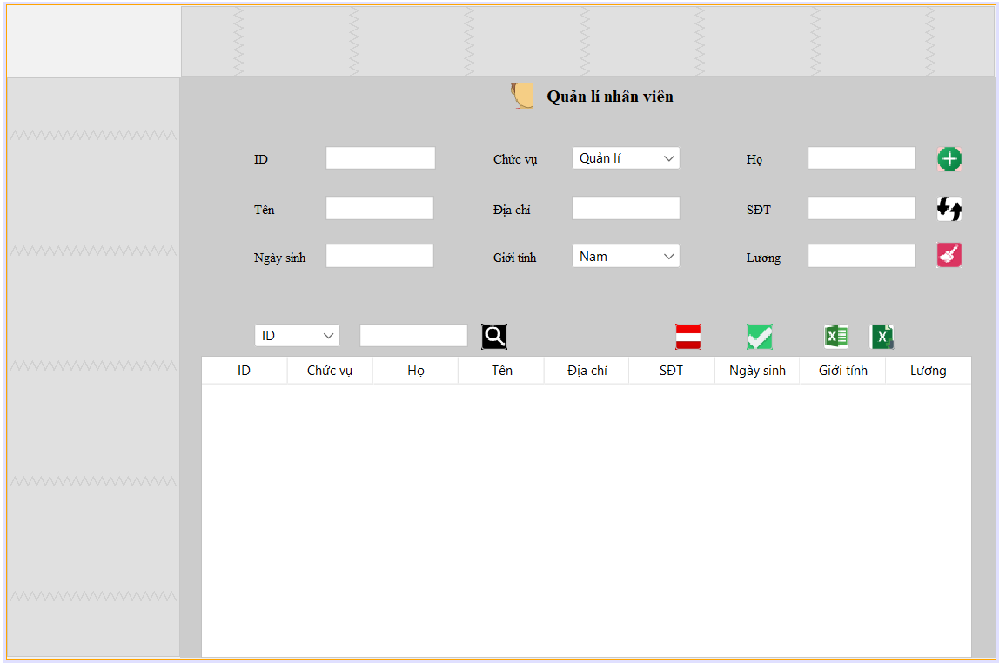 Quản lí nhân viên
ID Chức vụ Quản lí Họ
Tên Địa chỉ SĐT
Ngày sinh Giới tính Nam Lương
ID
ID Chức vụ Họ Tên Địa chỉ SĐT Ngày sinh Giới tính Lương